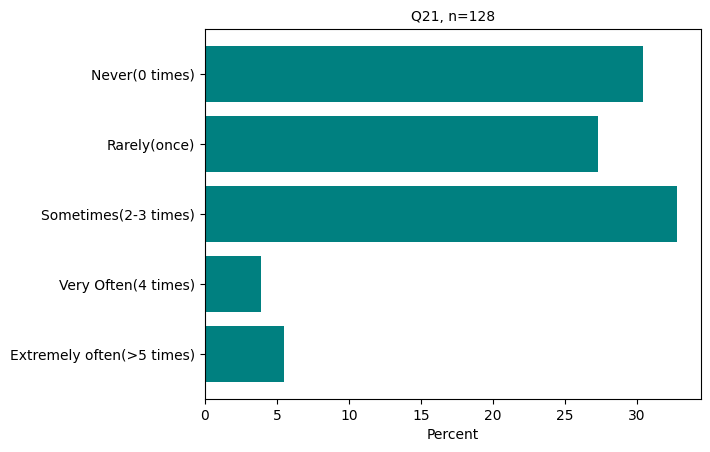 Q21, n=128
Never(0 times)
Rarely(once)
Sometimes(2-3 times)
Very Often(4 times)
Extremely often(>5 times)
0 5 10 15 20 25 30
Percent